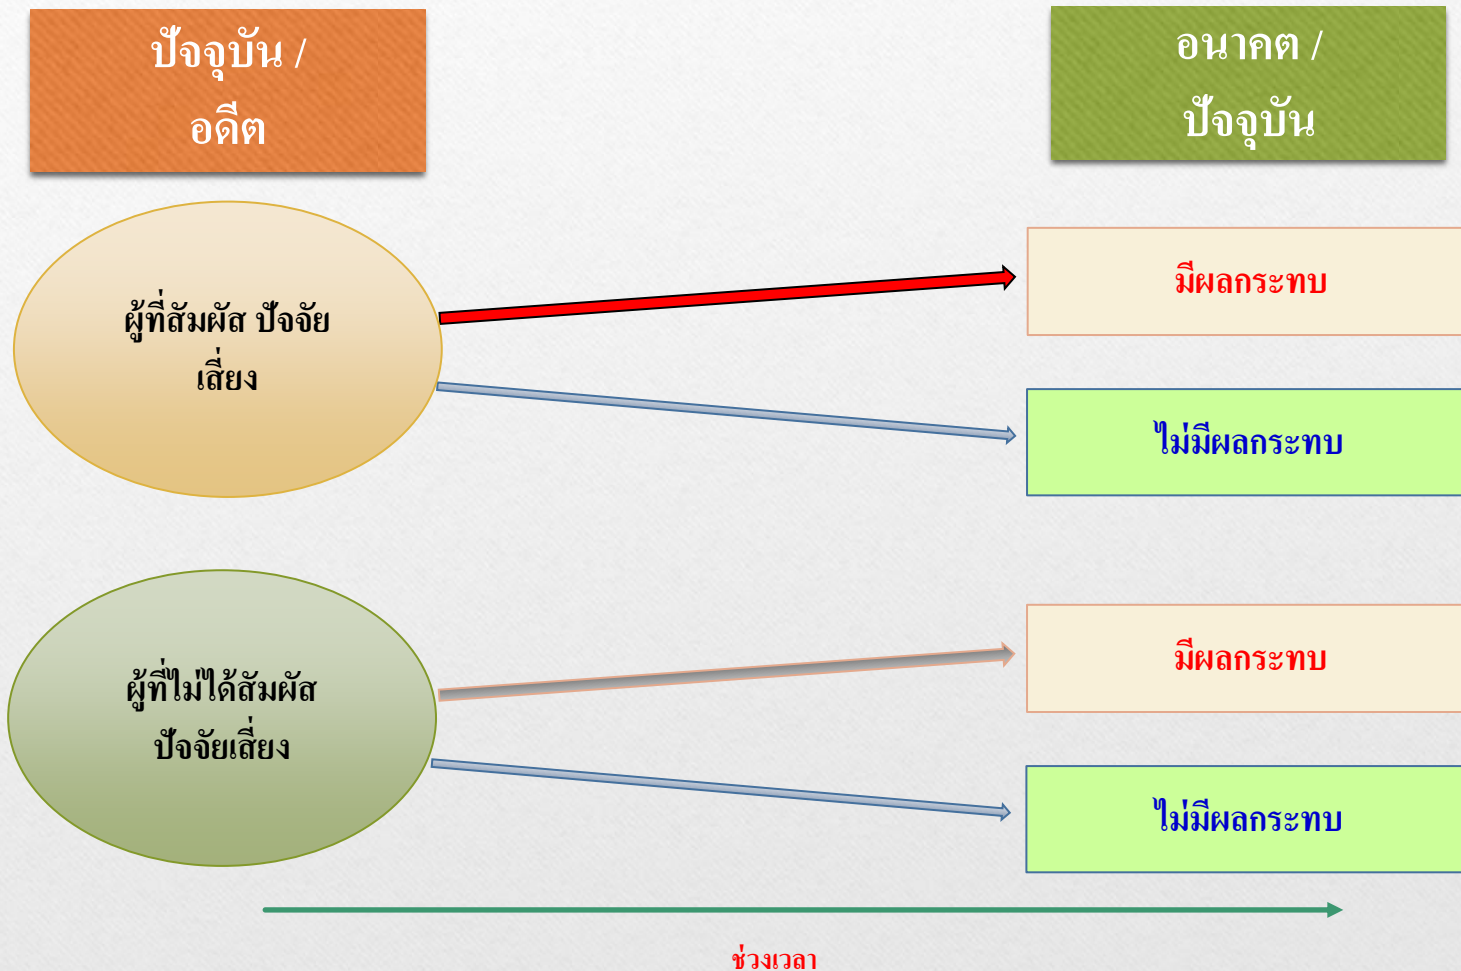 ปัจจุบัน /
อดีต
อนาคต /
ปัจจุบัน
ผู้ที่สัมผัส ปัจจัย
เสี่ยง
มีผลกระทบ
ไม่มีผลกระทบ
ผู้ที่ไม่ได้สัมผัส
ปัจจัยเสี่ยง
มีผลกระทบ
ไม่มีผลกระทบ
ช่วงเวลา